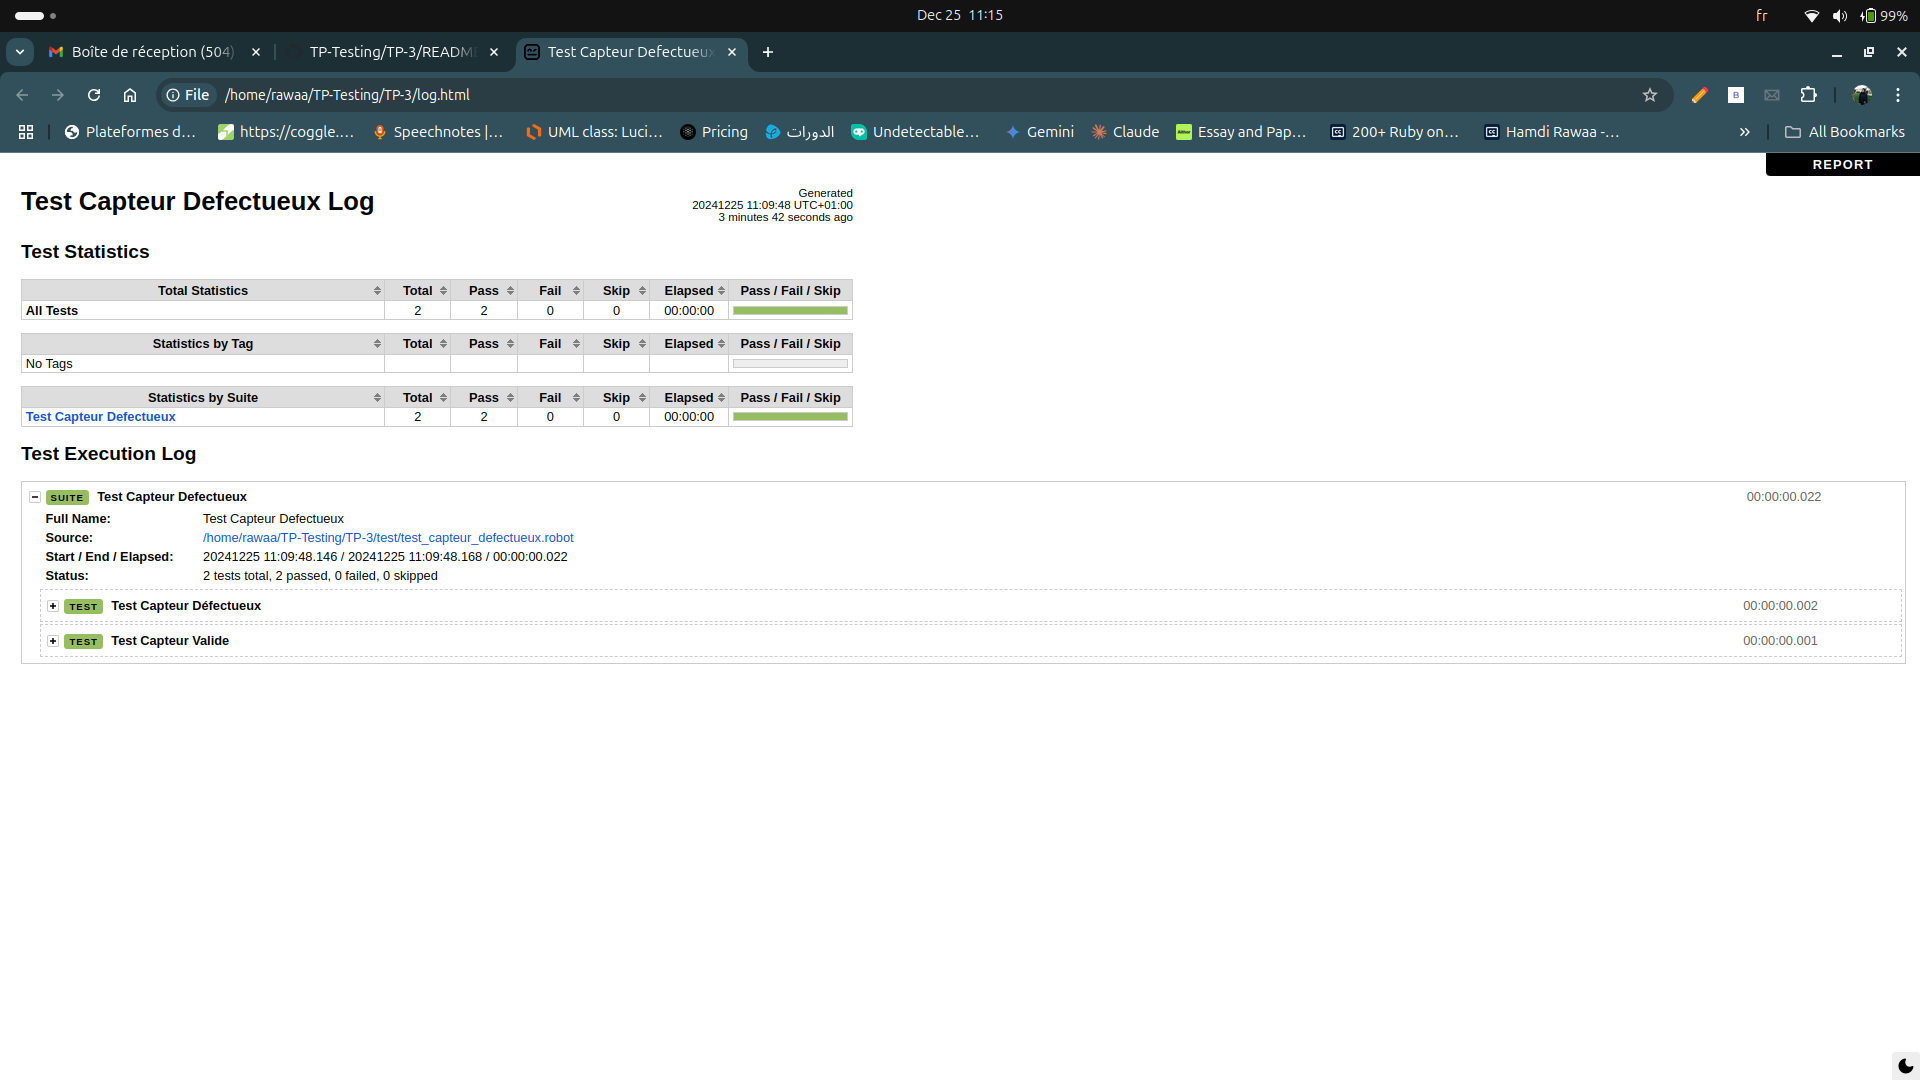 Dec 25 11:15
fr
99%
Boîte de réception (504)
TP-Testing/TP-3/READM
Test Capteur Defectueux
File /home/rawaa/TP-Testing/TP-3/log.html
Plateformes d... https://coggle.... Speechnotes |... UML class: Luci... Pricing الدورات Undetectable... Gemini Claude Essay and Pap... 200+ Ruby on... Hamdi Rawaa -... » All Bookmarks
REPORT
Test Capteur Defectueux Log
Generated
20241225 11:09:48 UTC+01:00
3 minutes 42 seconds ago
Test Statistics
Total Statistics Total Pass Fail Skip Elapsed Pass / Fail / Skip
All Tests 2 2 0 0 00:00:00
Statistics by Tag Total Pass Fail Skip Elapsed Pass / Fail / Skip
No Tags
Statistics by Suite Total Pass Fail Skip Elapsed Pass / Fail / Skip
Test Capteur Defectueux 2 2 0 0 00:00:00
Test Execution Log
SUITE Test Capteur Defectueux 00:00:00.022
Full Name: Test Capteur Defectueux
Source: /home/rawaa/TP-Testing/TP-3/test/test_capteur_defectueux.robot
Start / End / Elapsed: 20241225 11:09:48.146 / 20241225 11:09:48.168 / 00:00:00.022
Status: 2 tests total, 2 passed, 0 failed, 0 skipped
TEST Test Capteur Défectueux 00:00:00.002
TEST Test Capteur Valide 00:00:00.001